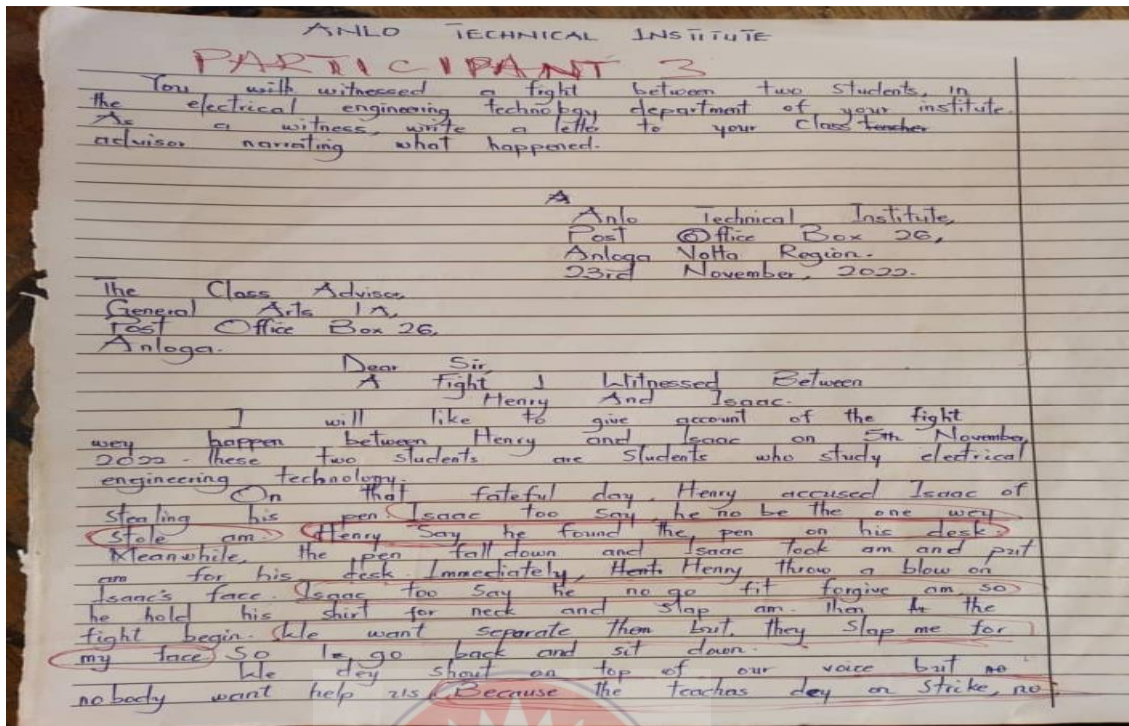 ANLO TECHNICAL INSTITUTE
PARTICIPANT 3
You with witnessed a fight between two students, in
the electrical engineering technology department of your institute.
As a witness, write a letter to your class teacher
advisor narrating what happened.
A
Anlo Technical Institute,
Post Office Box 26,
Anloga Volta Region.
23rd November, 2022.
The Class Advisor,
General Arts 1A,
Post Office Box 26,
Anloga.
Dear Sir,
A Fight I Witnessed Between
Henry And Isaac.
I will like to give account of the fight
wey happen between Henry and Isaac on 5th November,
2022. These two students are students who study electrical
engineering technology.
On that fateful day, Henry accused Isaac of
stealing his pen. Isaac too say, he no be the one wey
stole am. Henry say he found the pen on his desk.
Meanwhile, the pen fall down and Isaac took am and put
am for his desk. Immediately, Henry throw a blow on
Isaac's face. Isaac too say he no go fit forgive am, so
he hold his shirt for neck and slap am. Then the
fight begin. We want separate them but, they slap me for
my face. So I go back and sit down.
We dey shout on top of our voice but no
nobody want help us. Because the teachas dey on strike, no